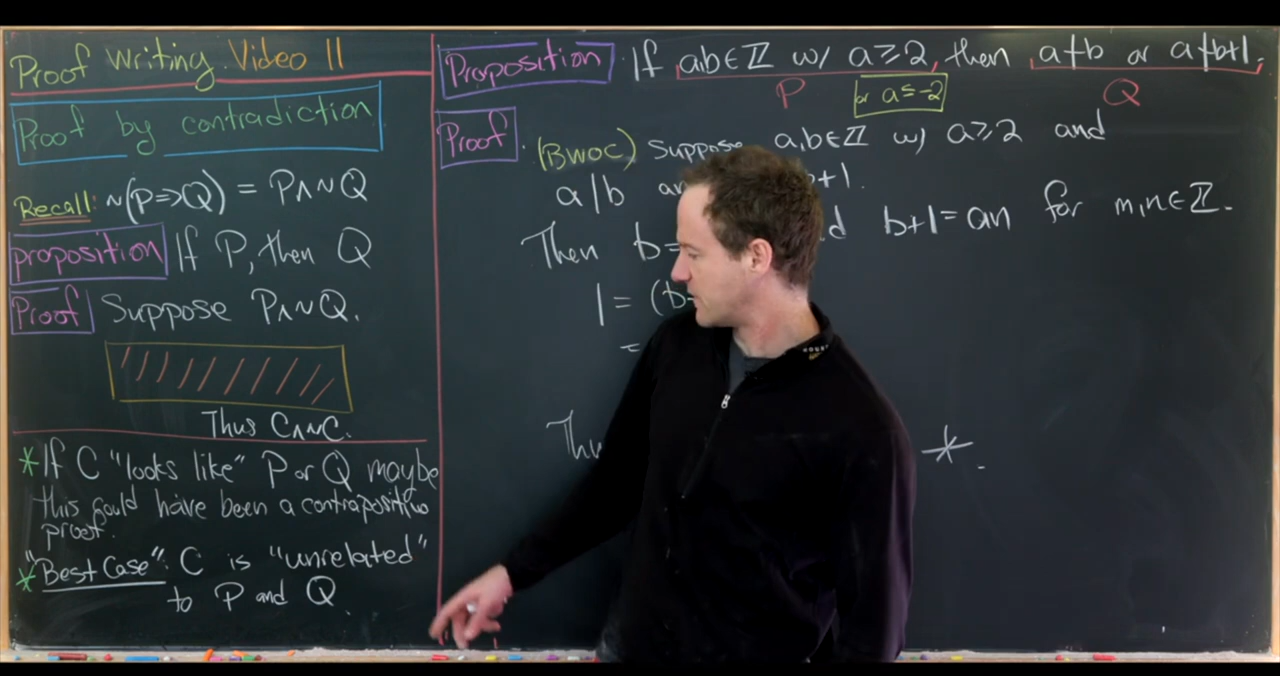 Proof Writing Video 11
Proof by contradiction
Recall: ~(P⇒Q) = P∧~Q
proposition If P, then Q
Proof Suppose P∧~Q.
Thus C∧~C.
* If C "looks like" P or Q maybe
this could have been a contrapositive
proof.
* "Best Case": C is "unrelated"
to P and Q.
Proposition If a,b∈ℤ w/ a≥2, then a∤b or a∤b+1.
P or a≤-2 Q
Proof. (BWOC) Suppose a,b∈ℤ w/ a≥2 and
a|b b+1.
Then b= b+1=an for m,n∈ℤ.
1 = (b
=
*.